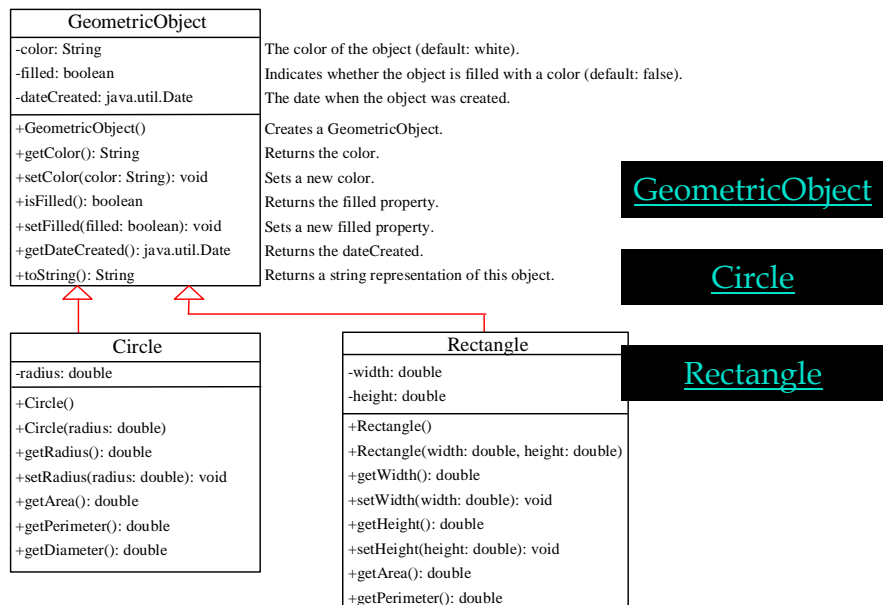 GeometricObject
-color: String
The color of the object (default: white).
-filled: boolean
Indicates whether the object is filled with a color (default: false).
-dateCreated: java.util.Date
The date when the object was created.
+GeometricObject()
Creates a GeometricObject.
+getColor(): String
Returns the color.
+setColor(color: String): void
Sets a new color.
+isFilled(): boolean
Returns the filled property.
+setFilled(filled: boolean): void
Sets a new filled property.
+getDateCreated(): java.util.Date
Returns the dateCreated.
+toString(): String
Returns a string representation of this object.
GeometricObject
Circle
Rectangle
Circle
-radius: double
+Circle()
+Circle(radius: double)
+getRadius(): double
+setRadius(radius: double): void
+getArea(): double
+getPerimeter(): double
+getDiameter(): double
Rectangle
-width: double
-height: double
+Rectangle()
+Rectangle(width: double, height: double)
+getWidth(): double
+setWidth(width: double): void
+getHeight(): double
+setHeight(height: double): void
+getArea(): double
+getPerimeter(): double